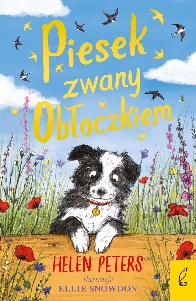 Piesek
zwany
Obłoczkiem
HELEN PETERS
ilustracje
ELLIE SNOWDON